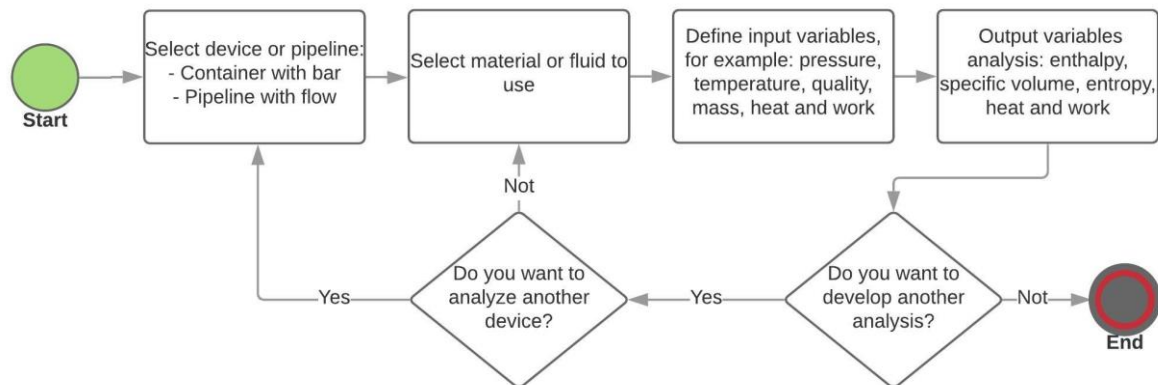 Start
Select device or pipeline:
- Container with bar
- Pipeline with flow
Select material or fluid to
use
Define input variables,
for example: pressure,
temperature, quality,
mass, heat and work
Output variables
analysis: enthalpy,
specific volume, entropy,
heat and work
Do you want to
develop another
analysis?
Not
End
Yes
Do you want to
analyze another
device?
Not
Yes